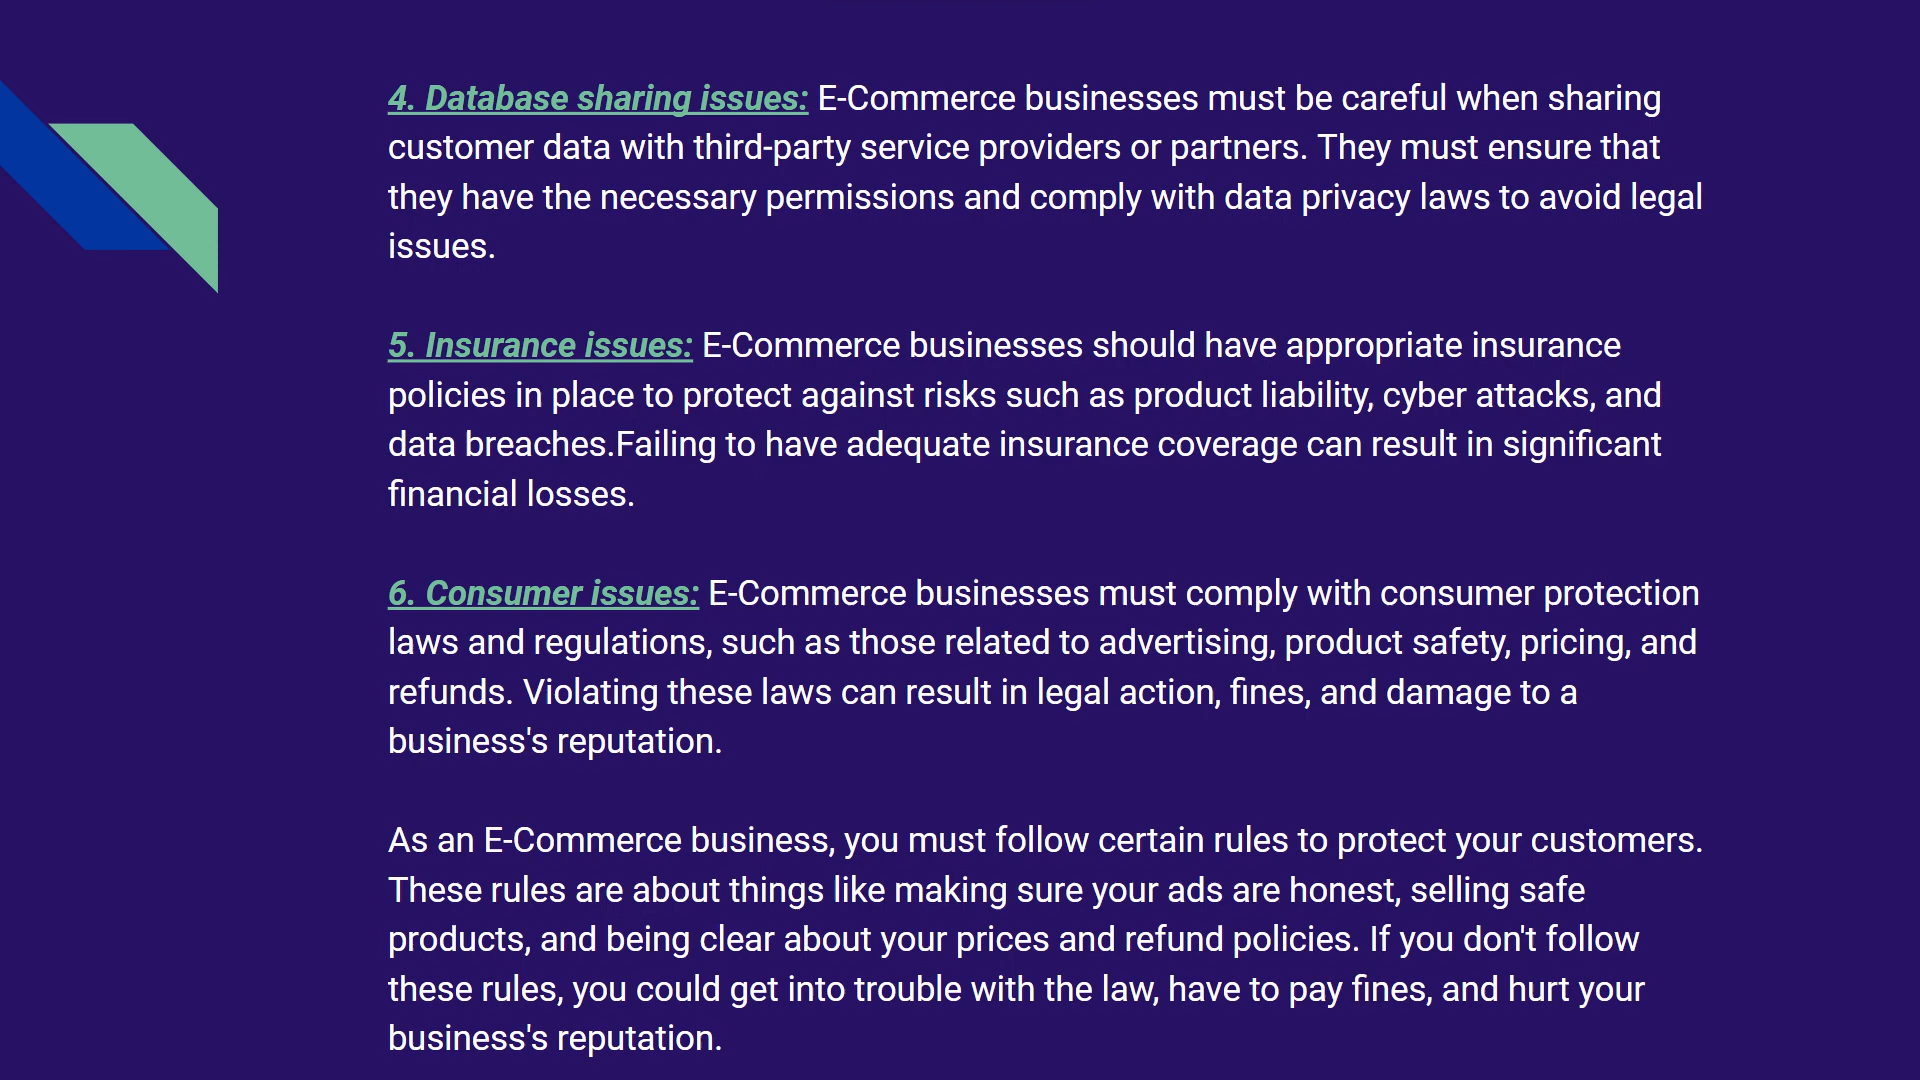 4. Database sharing issues: E-Commerce businesses must be careful when sharing
customer data with third-party service providers or partners. They must ensure that
they have the necessary permissions and comply with data privacy laws to avoid legal
issues.
5. Insurance issues: E-Commerce businesses should have appropriate insurance
policies in place to protect against risks such as product liability, cyber attacks, and
data breaches.Failing to have adequate insurance coverage can result in significant
financial losses.
6. Consumer issues: E-Commerce businesses must comply with consumer protection
laws and regulations, such as those related to advertising, product safety, pricing, and
refunds. Violating these laws can result in legal action, fines, and damage to a
business's reputation.
As an E-Commerce business, you must follow certain rules to protect your customers.
These rules are about things like making sure your ads are honest, selling safe
products, and being clear about your prices and refund policies. If you don't follow
these rules, you could get into trouble with the law, have to pay fines, and hurt your
business's reputation.